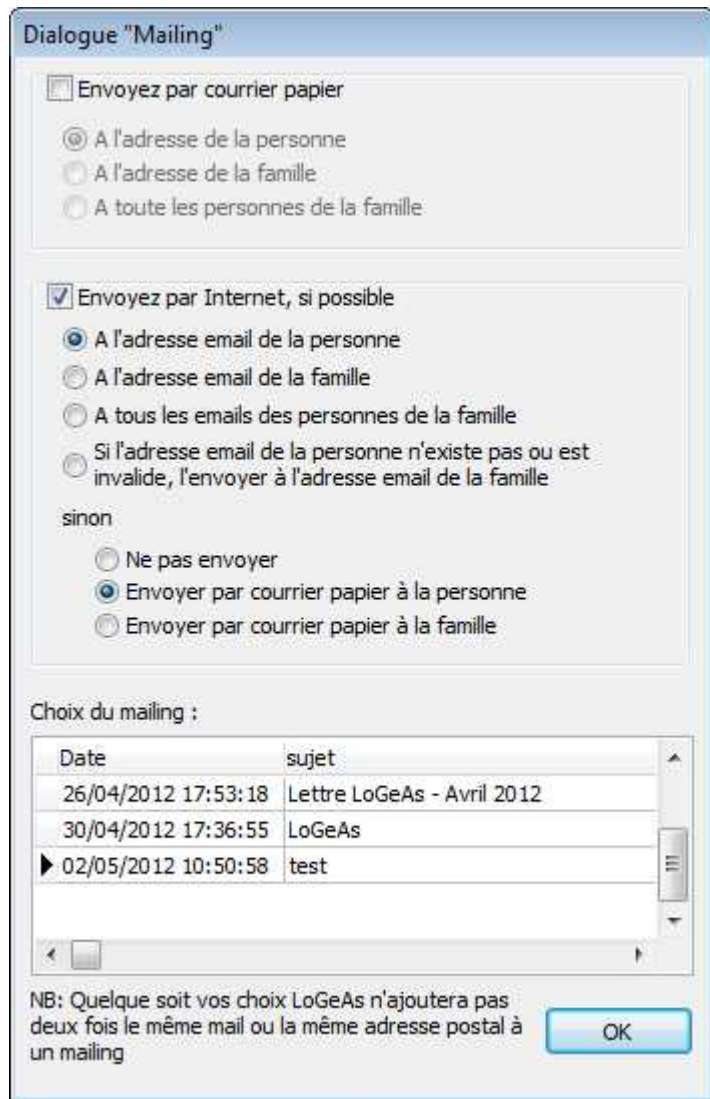 Dialogue "Mailing"
Envoyez par courrier papier
A l'adresse de la personne
A l'adresse de la famille
A toute les personnes de la famille
Envoyez par Internet, si possible
A l'adresse email de la personne
A l'adresse email de la famille
A tous les emails des personnes de la famille
Si l'adresse email de la personne n'existe pas ou est
invalide, l'envoyer à l'adresse email de la famille
sinon
Ne pas envoyer
Envoyer par courrier papier à la personne
Envoyer par courrier papier à la famille
Choix du mailing :
Date sujet
26/04/2012 17:53:18 Lettre LoGeAs - Avril 2012
30/04/2012 17:36:55 LoGeAs
02/05/2012 10:50:58 test
NB: Quelque soit vos choix LoGeAs n'ajoutera pas
deux fois le même mail ou la même adresse postal à
un mailing
OK